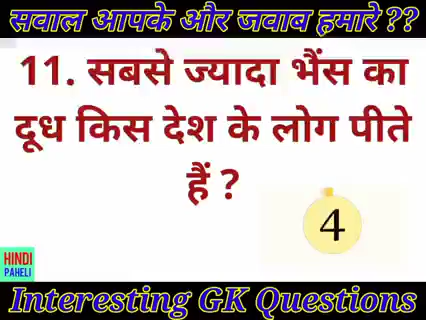 सवाल आपके और जवाब हमारे ??
11. सबसे ज्यादा भैंस का
दूध किस देश के लोग पीते
हैं ?
4
HINDI
PAHELI
Interesting GK Questions